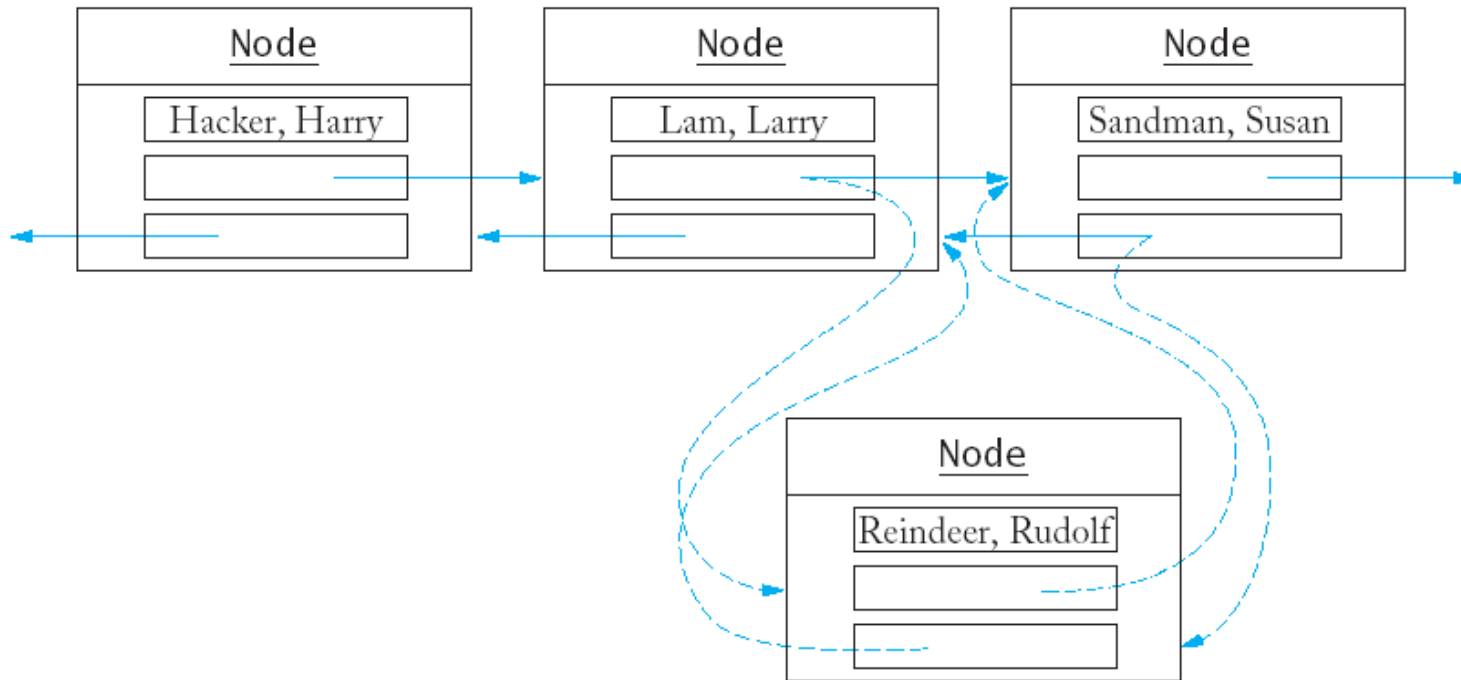 Node
Hacker, Harry
Node
Lam, Larry
Node
Sandman, Susan
Node
Reindeer, Rudolf